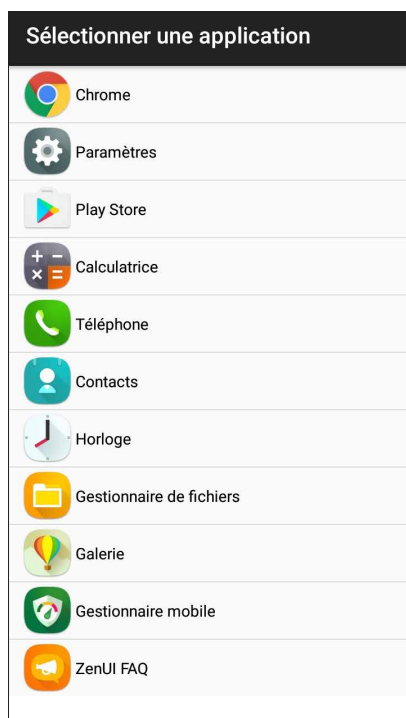 Sélectionner une application
Chrome
Paramètres
Play Store
Calculatrice
Téléphone
Contacts
Horloge
Gestionnaire de fichiers
Galerie
Gestionnaire mobile
ZenUI FAQ